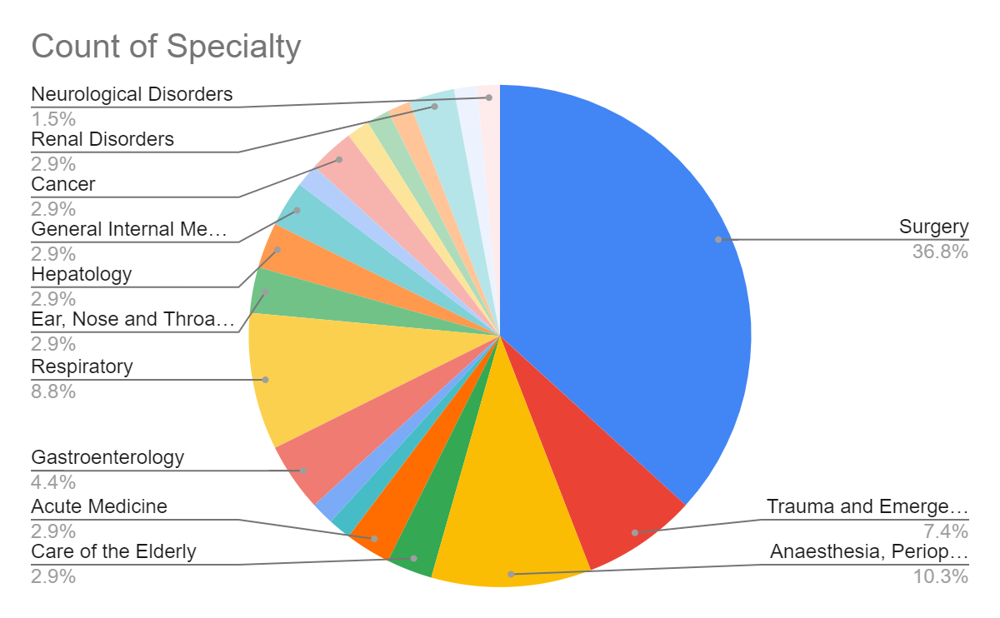 Count of Specialty
Neurological Disorders
1.5%
Renal Disorders
2.9%
Cancer
2.9%
General Internal Me…
2.9%
Hepatology
2.9%
Ear, Nose and Throa…
2.9%
Respiratory
8.8%
Gastroenterology
4.4%
Acute Medicine
2.9%
Care of the Elderly
2.9%
Surgery
36.8%
Trauma and Emerge…
7.4%
Anaesthesia, Periop…
10.3%